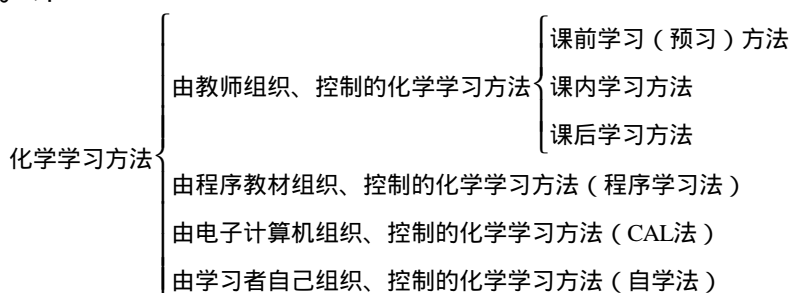 课前学习（预习）方法
由教师组织、控制的化学学习方法
课内学习方法
课后学习方法
化学学习方法
由程序教材组织、控制的化学学习方法（程序学习法）
由电子计算机组织、控制的化学学习方法（CAL法）
由学习者自己组织、控制的化学学习方法（自学法）